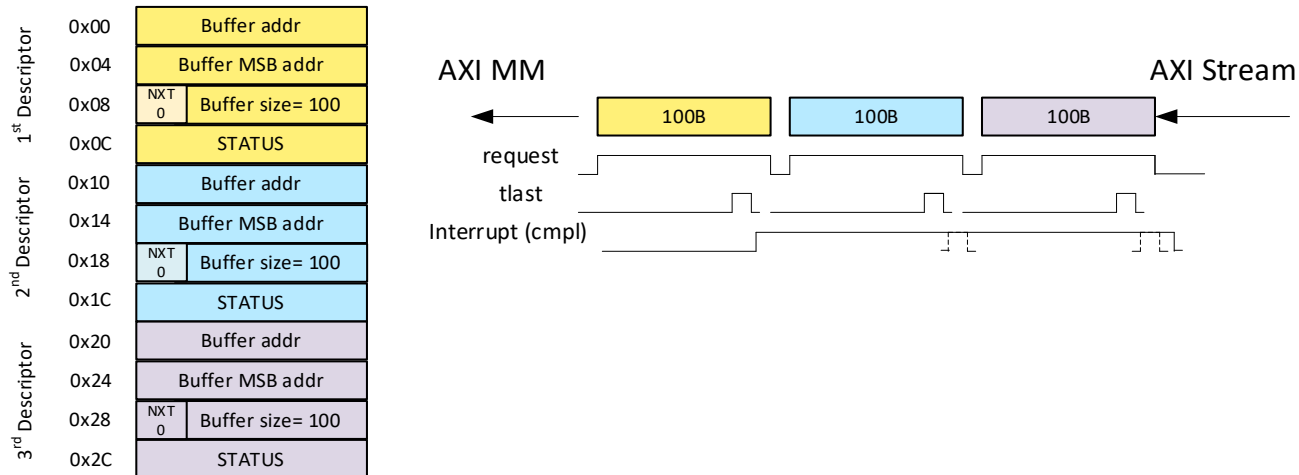 1st Descriptor
0x00 Buffer addr
0x04 Buffer MSB addr
0x08 NXT 0 Buffer size= 100
0x0C STATUS
2nd Descriptor
0x10 Buffer addr
0x14 Buffer MSB addr
0x18 NXT 0 Buffer size= 100
0x1C STATUS
3rd Descriptor
0x20 Buffer addr
0x24 Buffer MSB addr
0x28 NXT 0 Buffer size= 100
0x2C STATUS
AXI MM
AXI Stream
100B 100B 100B
request
tlast
Interrupt (cmpl)